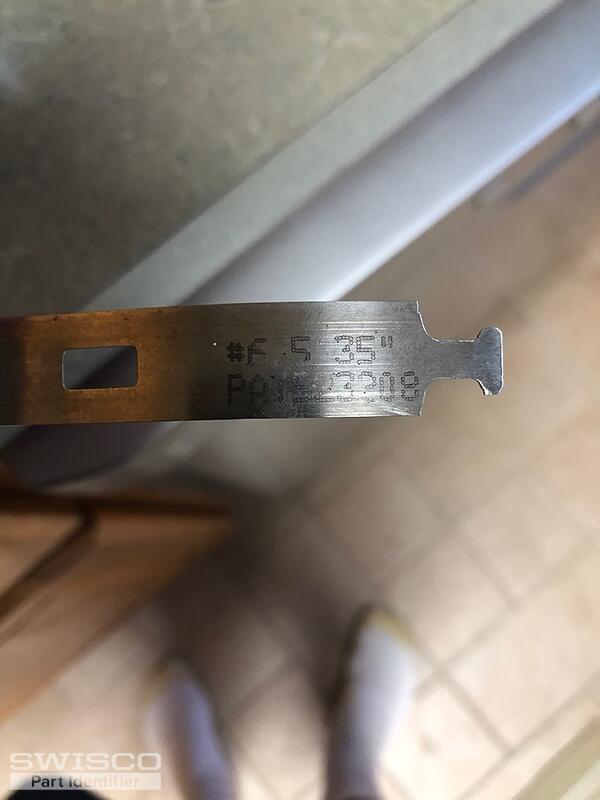 #F 5 35"
SWISCO
Part Identifier